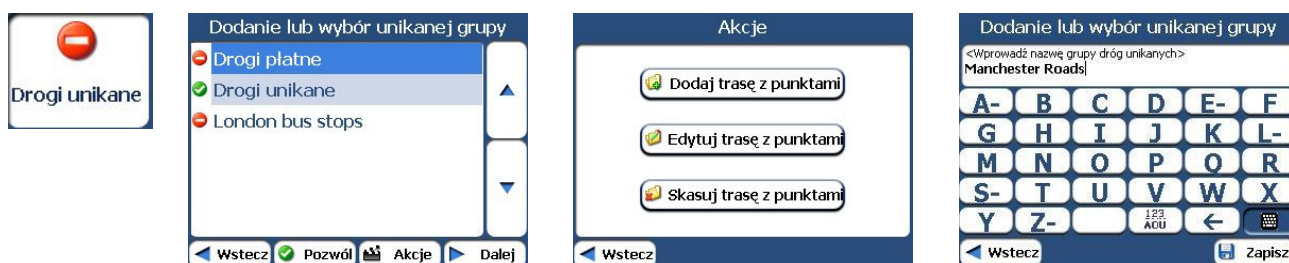 Drogi unikane
Dodanie lub wybór unikanej grupy
Drogi płatne
Drogi unikane
London bus stops
Wstecz Pozwól Akcje Dalej
Akcje
Dodaj trasę z punktami
Edytuj trasę z punktami
Skasuj trasę z punktami
Wstecz
Dodanie lub wybór unikanej grupy
<Wprowadź nazwę grupy dróg unikanych>
Manchester Roads
A- B C D E- F
G H I J K L-
M N O P Q R
S- T U V W X
Y Z- 123 ←
AÖÜ
Wstecz Zapisz